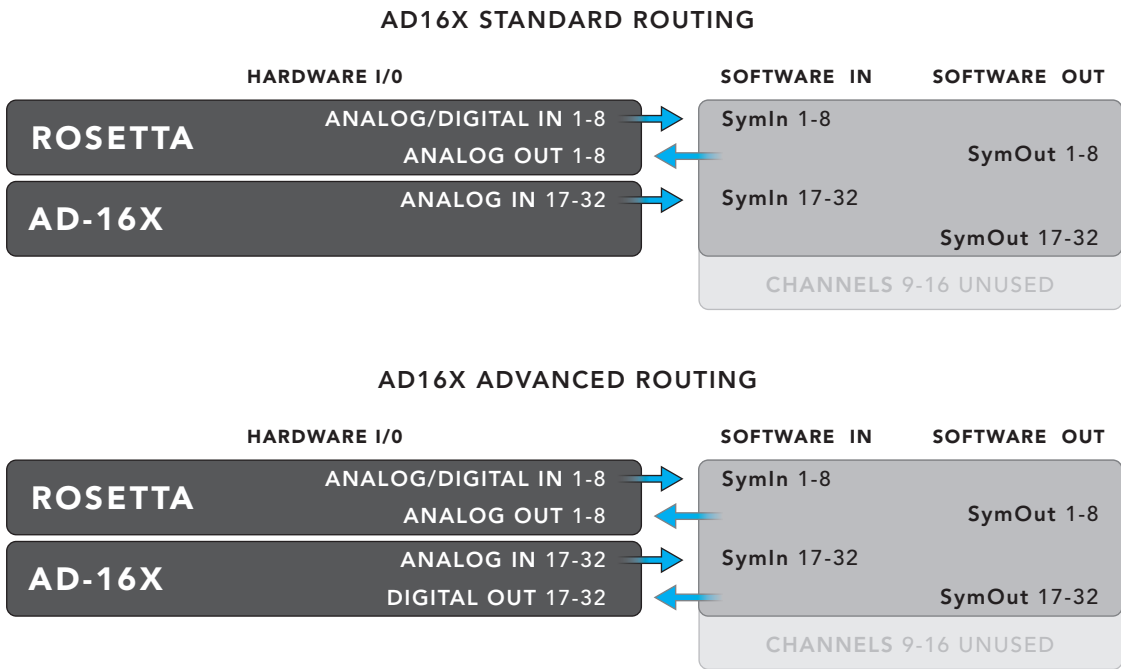 AD16X STANDARD ROUTING
HARDWARE I/0 SOFTWARE IN SOFTWARE OUT
ROSETTA
ANALOG/DIGITAL IN 1-8 SymIn 1-8
ANALOG OUT 1-8 SymOut 1-8
AD-16X
ANALOG IN 17-32 SymIn 17-32
SymOut 17-32
CHANNELS 9-16 UNUSED
AD16X ADVANCED ROUTING
HARDWARE I/0 SOFTWARE IN SOFTWARE OUT
ROSETTA
ANALOG/DIGITAL IN 1-8 SymIn 1-8
ANALOG OUT 1-8 SymOut 1-8
AD-16X
ANALOG IN 17-32 SymIn 17-32
DIGITAL OUT 17-32 SymOut 17-32
CHANNELS 9-16 UNUSED